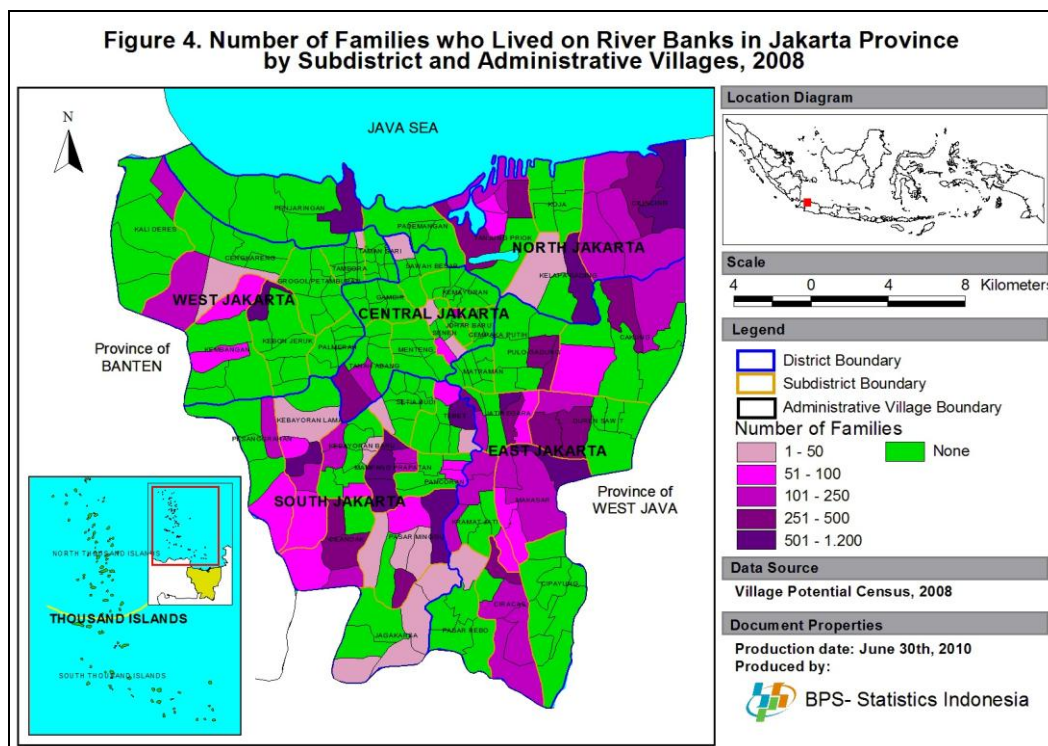 Figure 4. Number of Families who Lived on River Banks in Jakarta Province
by Subdistrict and Administrative Villages, 2008
N
JAVA SEA
PENJARINGAN
KALI DERES
PADEMANGAN
KOJA
CILINCING
TANJUNG PRIOK
NORTH JAKARTA
CENGKARENG
TAMAN SARI
TAMBORA
SAWAH BESAR
KELAPA GADING
GROGOL PETAMBURAN
WEST JAKARTA
GAMBIR
KEMAYORAN
CENTRAL JAKARTA
JOHAR BARU
SENEN
CEMPAKA PUTIH
CAKUNG
KEBON JERUK
PALMERAH
MENTENG
PULO GADUNG
KEMBANGAN
TANAH ABANG
MATRAMAN
Province of
BANTEN
SETIA BUDI
TEBET
JATINEGARA
KEBAYORAN LAMA
DUREN SAWIT
PESANGGRAHAN
KEBAYORAN BARU
EAST JAKARTA
MAMPANG PRAPATAN
PANCORAN
SOUTH JAKARTA
MAKASAR
Province of
WEST JAVA
KRAMAT JATI
CILANDAK
PASAR MINGGU
CIPAYUNG
CIRACAS
JAGAKARSA
PASAR REBO
NORTH THOUSAND ISLANDS
THOUSAND ISLANDS
SOUTH THOUSAND ISLANDS
Location Diagram
Scale
4 0 4 8 Kilometers
Legend
District Boundary
Subdistrict Boundary
Administrative Village Boundary
Number of Families
1 - 50
None
51 - 100
101 - 250
251 - 500
501 - 1.200
Data Source
Village Potential Census, 2008
Document Properties
Production date: June 30th, 2010
Produced by:
BPS- Statistics Indonesia